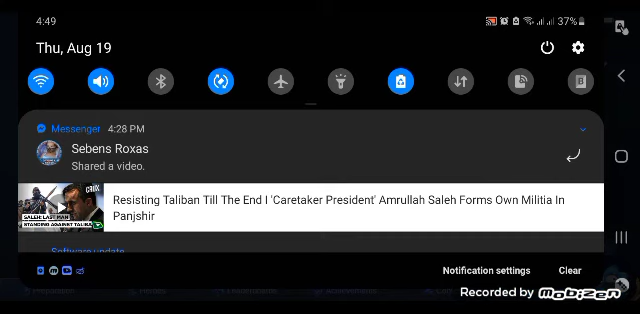 4:49
37%
Thu, Aug 19
Messenger 4:28 PM
Sebens Roxas
Shared a video.
CRUX
SALEH: LAST MAN
STANDING AGAINST TALIBA
Resisting Taliban Till The End I 'Caretaker President' Amrullah Saleh Forms Own Militia In
Panjshir
Software update
Notification settings
Clear
Recorded by Mobizen